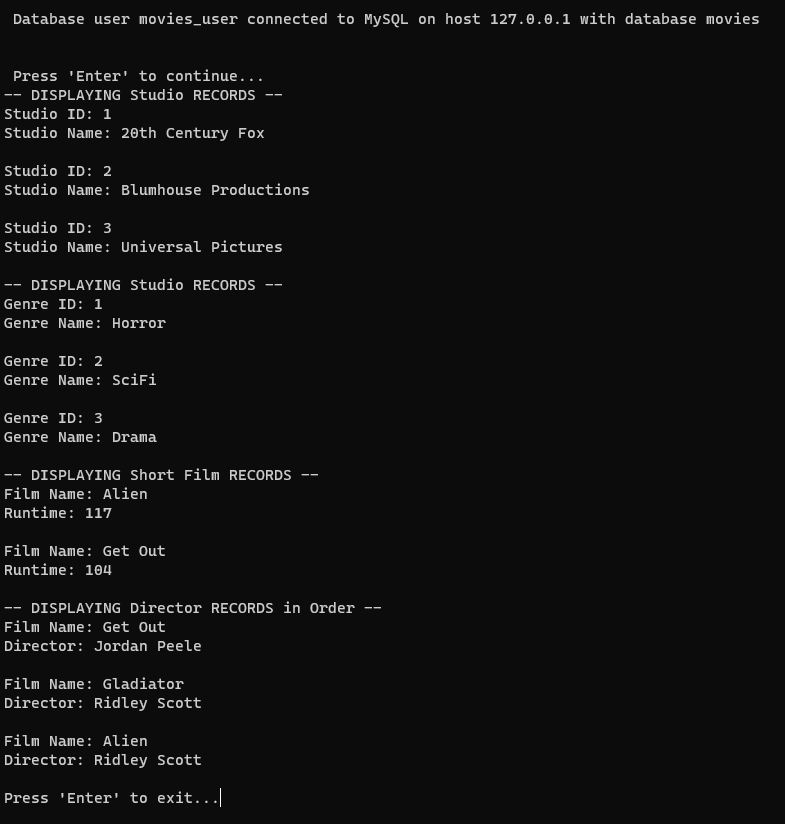 Database user movies_user connected to MySQL on host 127.0.0.1 with database movies
Press 'Enter' to continue...
-- DISPLAYING Studio RECORDS --
Studio ID: 1
Studio Name: 20th Century Fox
Studio ID: 2
Studio Name: Blumhouse Productions
Studio ID: 3
Studio Name: Universal Pictures
-- DISPLAYING Studio RECORDS --
Genre ID: 1
Genre Name: Horror
Genre ID: 2
Genre Name: SciFi
Genre ID: 3
Genre Name: Drama
-- DISPLAYING Short Film RECORDS --
Film Name: Alien
Runtime: 117
Film Name: Get Out
Runtime: 104
-- DISPLAYING Director RECORDS in Order --
Film Name: Get Out
Director: Jordan Peele
Film Name: Gladiator
Director: Ridley Scott
Film Name: Alien
Director: Ridley Scott
Press 'Enter' to exit...